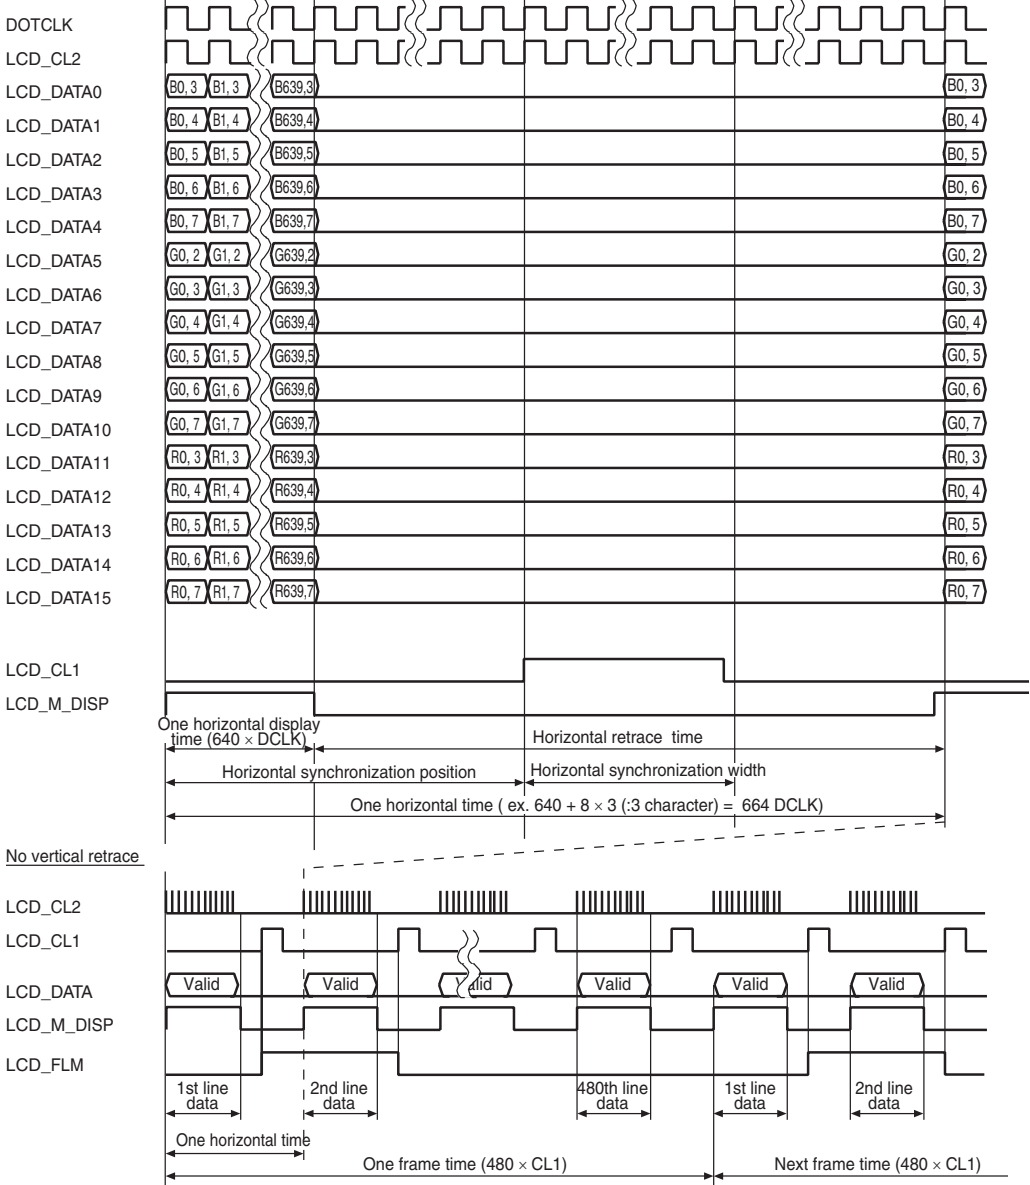 DOTCLK
LCD_CL2
LCD_DATA0 B0, 3 B1, 3 B639,3 B0, 3
LCD_DATA1 B0, 4 B1, 4 B639,4 B0, 4
LCD_DATA2 B0, 5 B1, 5 B639,5 B0, 5
LCD_DATA3 B0, 6 B1, 6 B639,6 B0, 6
LCD_DATA4 B0, 7 B1, 7 B639,7 B0, 7
LCD_DATA5 G0, 2 G1, 2 G639,2 G0, 2
LCD_DATA6 G0, 3 G1, 3 G639,3 G0, 3
LCD_DATA7 G0, 4 G1, 4 G639,4 G0, 4
LCD_DATA8 G0, 5 G1, 5 G639,5 G0, 5
LCD_DATA9 G0, 6 G1, 6 G639,6 G0, 6
LCD_DATA10 G0, 7 G1, 7 G639,7 G0, 7
LCD_DATA11 R0, 3 R1, 3 R639,3 R0, 3
LCD_DATA12 R0, 4 R1, 4 R639,4 R0, 4
LCD_DATA13 R0, 5 R1, 5 R639,5 R0, 5
LCD_DATA14 R0, 6 R1, 6 R639,6 R0, 6
LCD_DATA15 R0, 7 R1, 7 R639,7 R0, 7
LCD_CL1
LCD_M_DISP
One horizontal display
time (640 × DCLK)
Horizontal retrace time
Horizontal synchronization position
Horizontal synchronization width
One horizontal time ( ex. 640 + 8 × 3 (:3 character) = 664 DCLK)
No vertical retrace
LCD_CL2
LCD_CL1
LCD_DATA Valid Valid Valid Valid Valid Valid
LCD_M_DISP
LCD_FLM
1st line
data
2nd line
data
480th line
data
1st line
data
2nd line
data
One horizontal time
One frame time (480 × CL1)
Next frame time (480 × CL1)